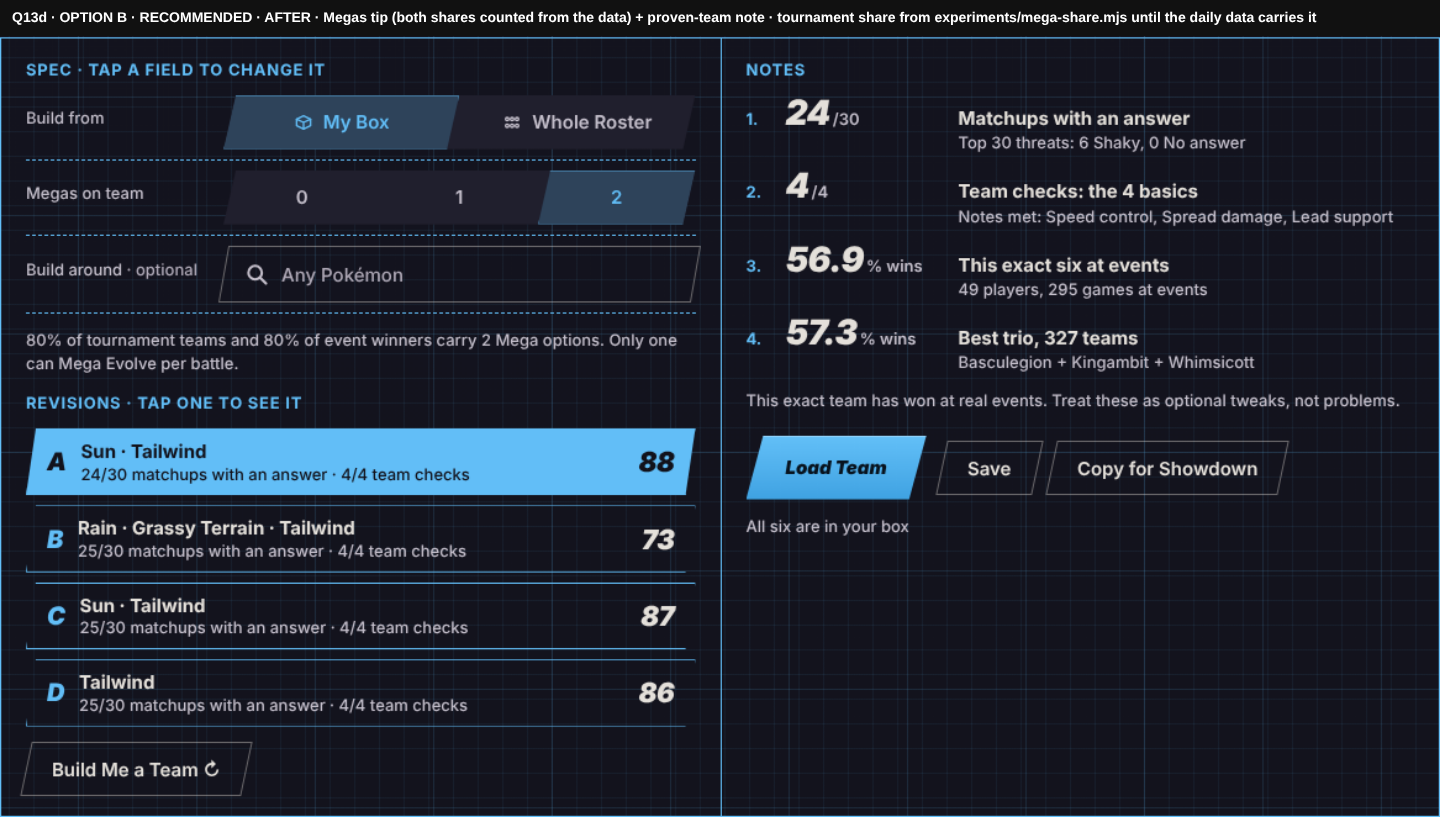 Q13d · OPTION B · RECOMMENDED · AFTER · Megas tip (both shares counted from the data) + proven-team note · tournament share from experiments/mega-share.mjs until the daily data carries it
SPEC · TAP A FIELD TO CHANGE IT
Build from
My Box
Whole Roster
Megas on team
0
1
2
Build around · optional
Any Pokémon
80% of tournament teams and 80% of event winners carry 2 Mega options. Only one
can Mega Evolve per battle.
REVISIONS · TAP ONE TO SEE IT
A
Sun · Tailwind
24/30 matchups with an answer · 4/4 team checks
88
B
Rain · Grassy Terrain · Tailwind
25/30 matchups with an answer · 4/4 team checks
73
C
Sun · Tailwind
25/30 matchups with an answer · 4/4 team checks
87
D
Tailwind
25/30 matchups with an answer · 4/4 team checks
86
Build Me a Team ↻
NOTES
1.
24/30
Matchups with an answer
Top 30 threats: 6 Shaky, 0 No answer
2.
4/4
Team checks: the 4 basics
Notes met: Speed control, Spread damage, Lead support
3.
56.9% wins
This exact six at events
49 players, 295 games at events
4.
57.3% wins
Best trio, 327 teams
Basculegion + Kingambit + Whimsicott
This exact team has won at real events. Treat these as optional tweaks, not problems.
Load Team
Save
Copy for Showdown
All six are in your box